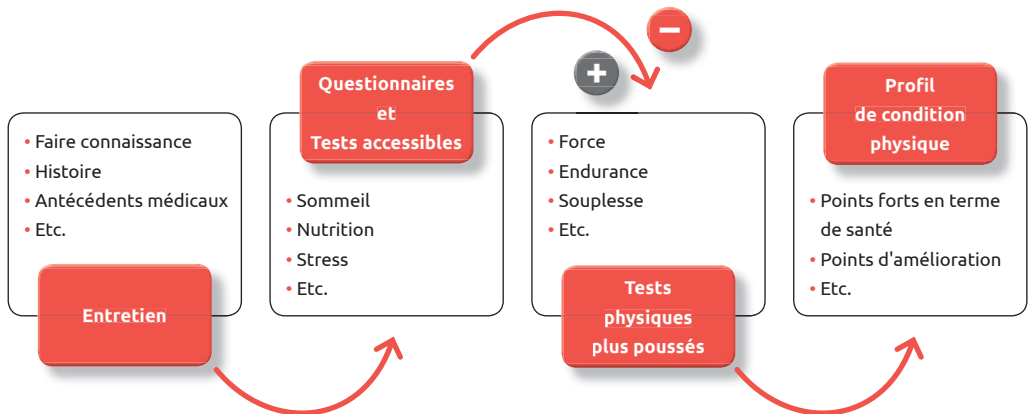 • Faire connaissance
• Histoire
• Antécédents médicaux
• Etc.
Entretien
Questionnaires
et
Tests accessibles
• Sommeil
• Nutrition
• Stress
• Etc.
+
−
• Force
• Endurance
• Souplesse
• Etc.
Tests
physiques
plus poussés
Profil
de condition
physique
• Points forts en terme
de santé
• Points d'amélioration
• Etc.